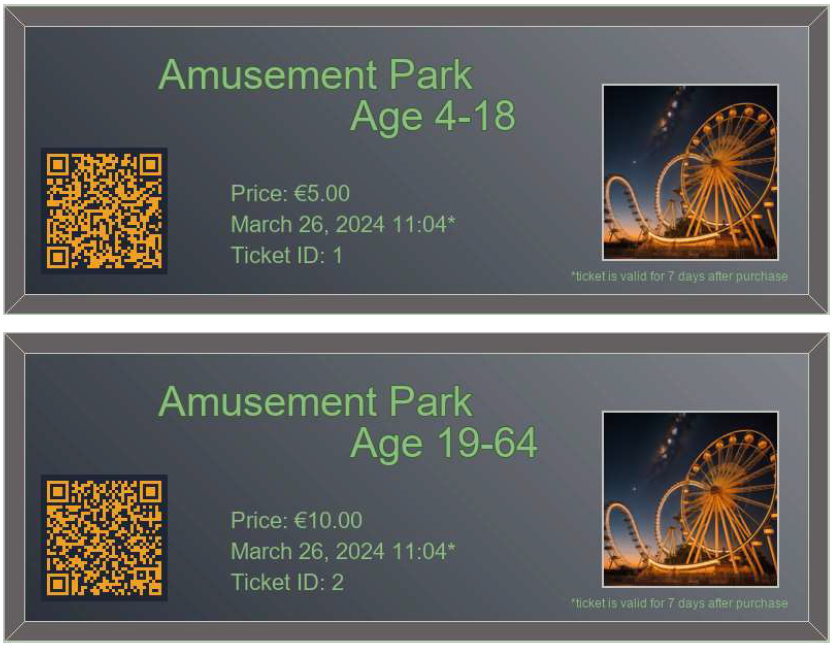 Amusement Park
Age 4-18
Price: €5.00
March 26, 2024 11:04*
Ticket ID: 1
*ticket is valid for 7 days after purchase
Amusement Park
Age 19-64
Price: €10.00
March 26, 2024 11:04*
Ticket ID: 2
*ticket is valid for 7 days after purchase